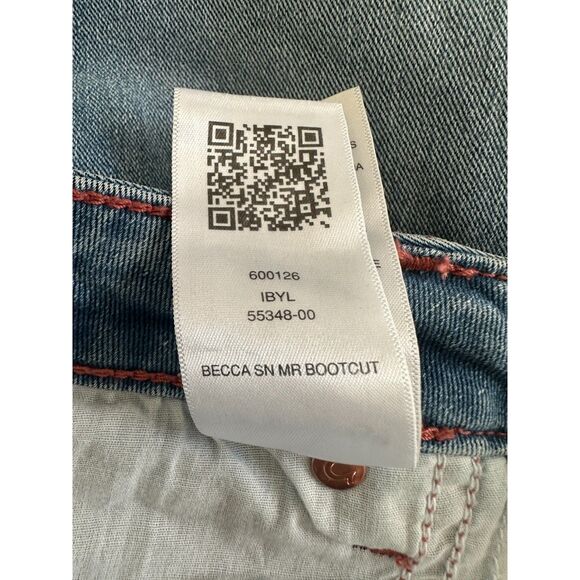 600126
IBYL
55348-00
BECCA SN MR BOOTCUT
S
A
E